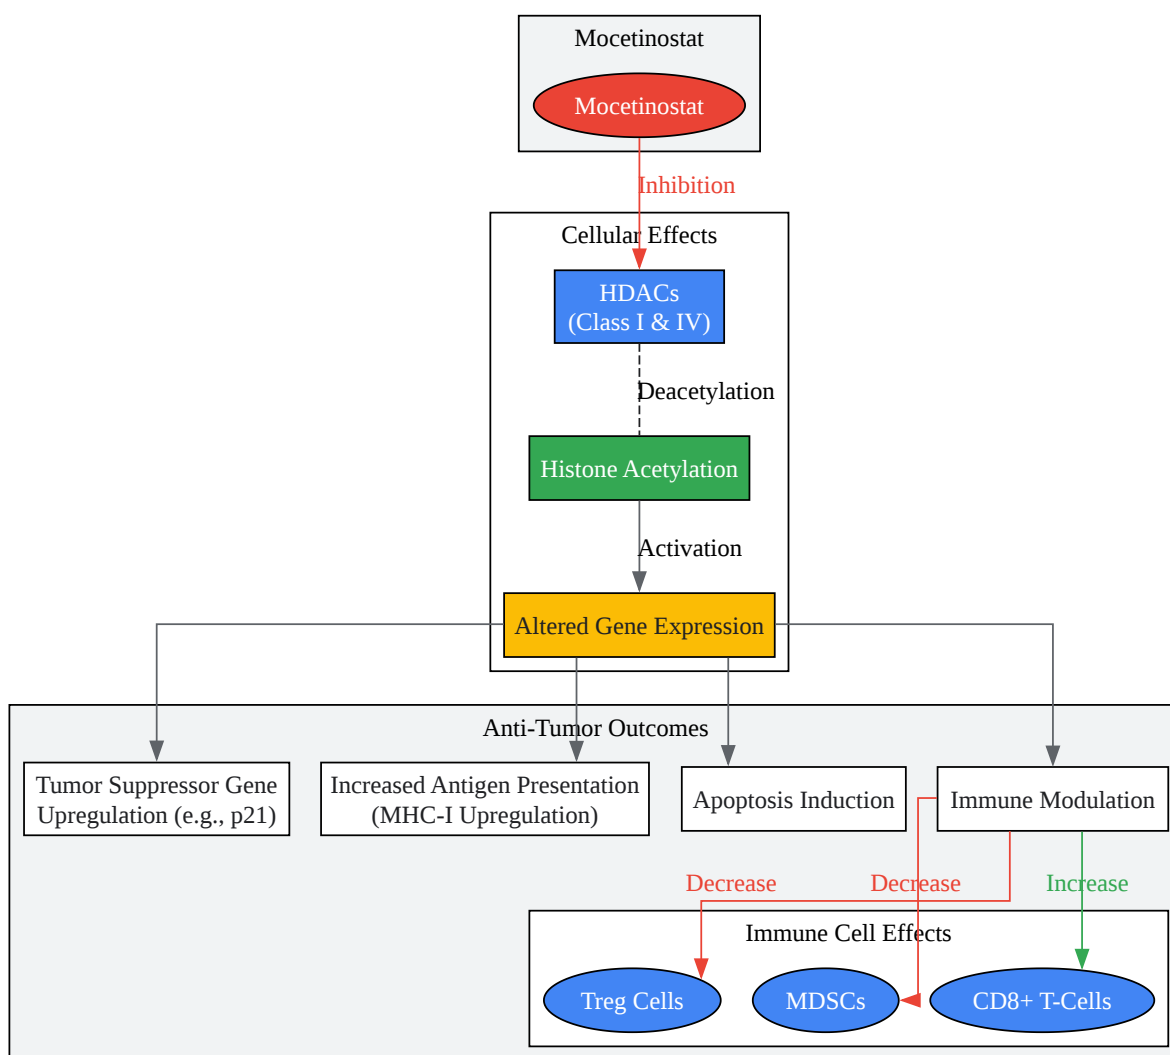 Mocetinostat
Mocetinostat
Inhibition
Cellular Effects
HDACs
(Class I & IV)
Deacetylation
Histone Acetylation
Activation
Altered Gene Expression
Anti-Tumor Outcomes
Tumor Suppressor Gene
Upregulation (e.g., p21)
Increased Antigen Presentation
(MHC-I Upregulation)
Apoptosis Induction
Immune Modulation
Decrease
Decrease
Increase
Immune Cell Effects
Treg Cells
MDSCs
CD8+ T-Cells